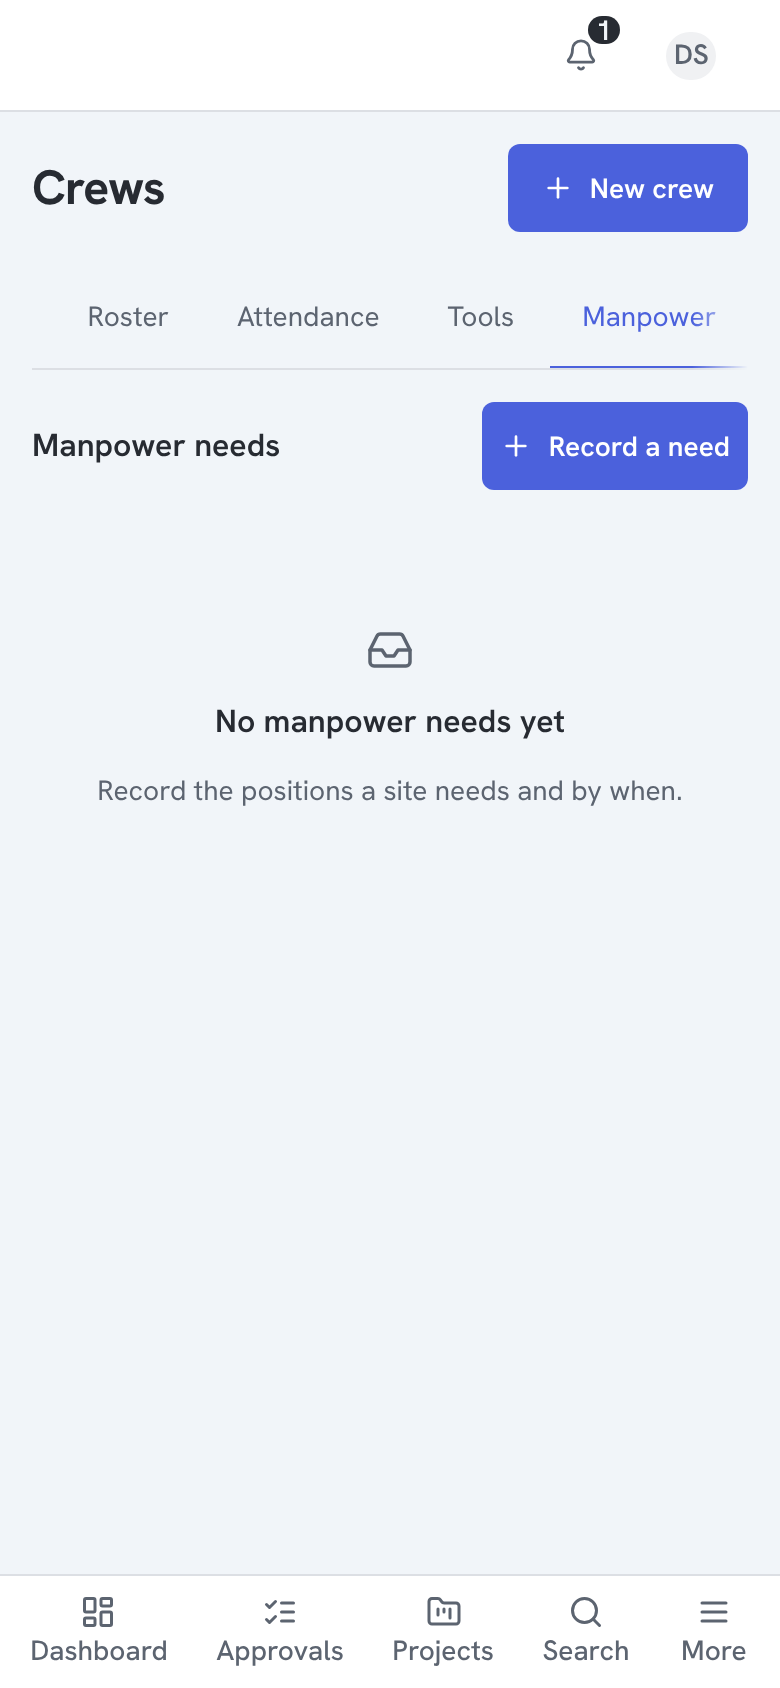 1
DS
Crews
New crew
Roster Attendance Tools Manpower
Manpower needs
Record a need
No manpower needs yet
Record the positions a site needs and by when.
Dashboard Approvals Projects Search More